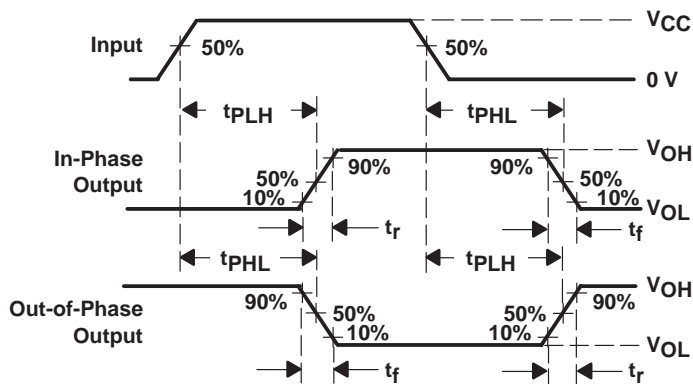 VCC
Input
50%
50%
0 V
tPLH
tPHL
In-Phase
Output
VOH
90%
90%
50%
50%
10%
10%
VOL
tr
tf
tPHL
tPLH
Out-of-Phase
Output
VOH
90%
90%
50%
50%
10%
10%
VOL
tf
tr